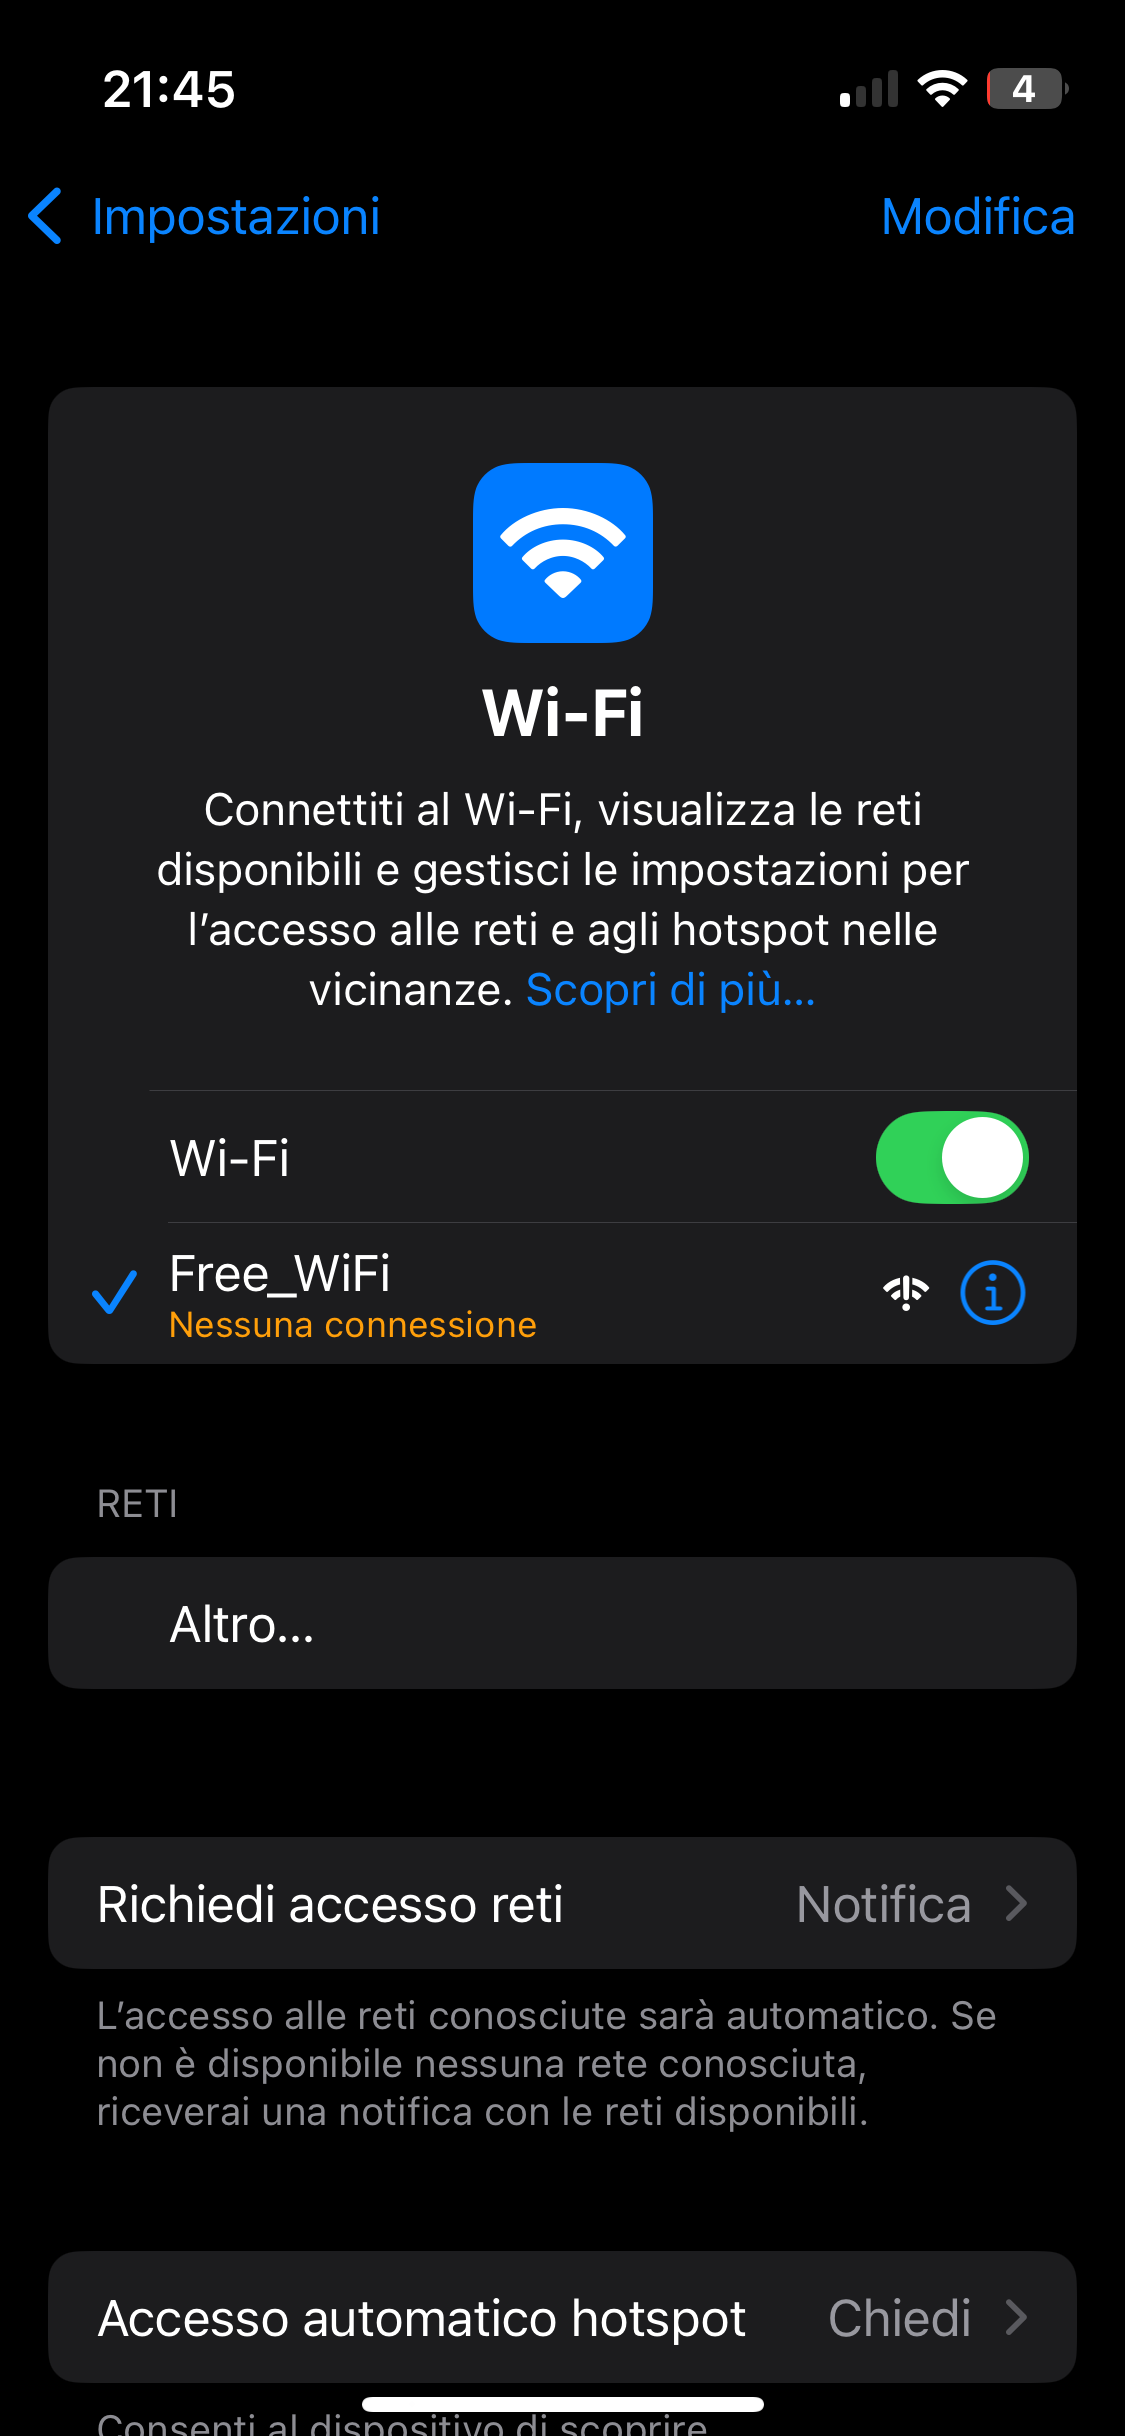 21:45
4
Impostazioni
Modifica
Wi-Fi
Connettiti al Wi-Fi, visualizza le reti
disponibili e gestisci le impostazioni per
l’accesso alle reti e agli hotspot nelle
vicinanze. Scopri di più...
Wi-Fi
Free_WiFi
Nessuna connessione
RETI
Altro...
Richiedi accesso reti
Notifica
L’accesso alle reti conosciute sarà automatico. Se
non è disponibile nessuna rete conosciuta,
riceverai una notifica con le reti disponibili.
Accesso automatico hotspot
Chiedi
Consenti al dispositivo di scoprire